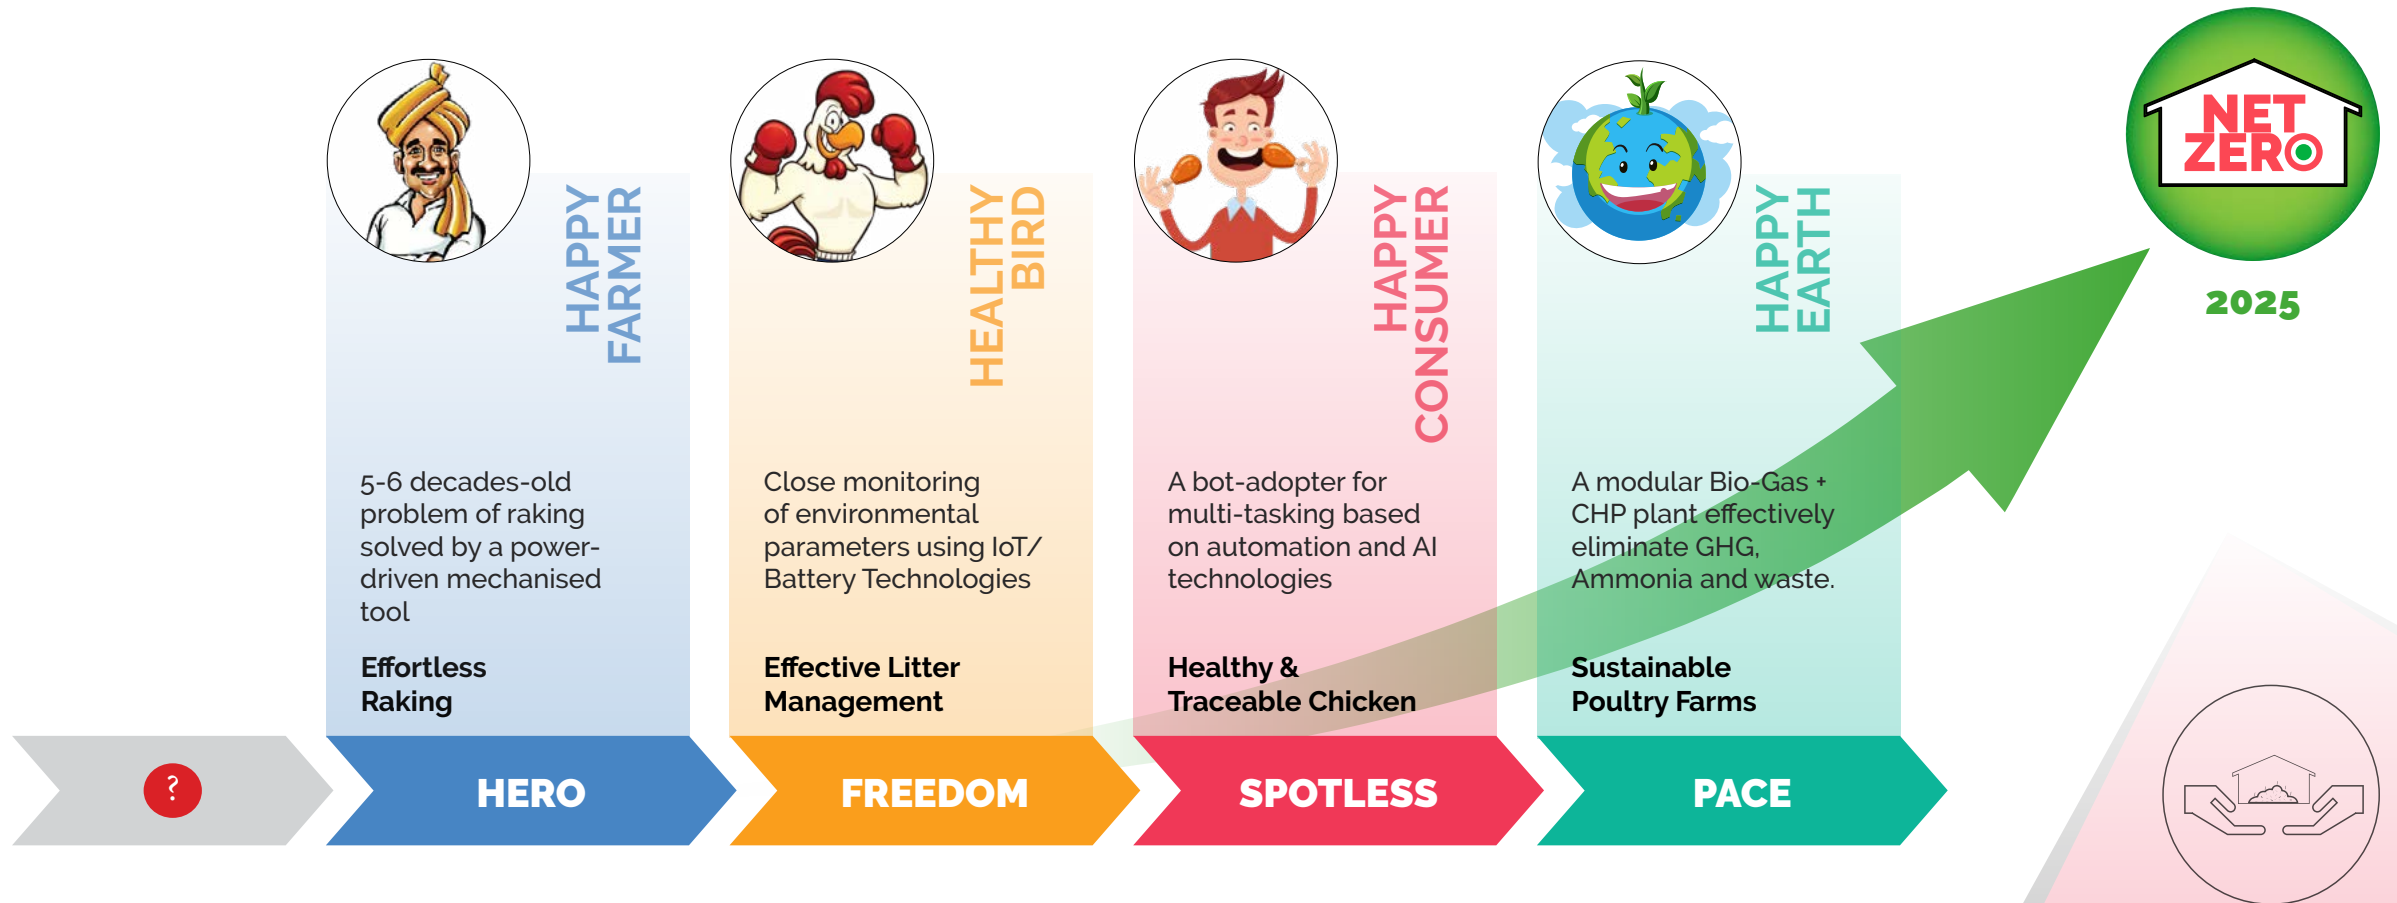 HAPPY
FARMER
5-6 decades-old
problem of raking
solved by a power-
driven mechanised
tool
Effortless
Raking
HEALTHY
BIRD
Close monitoring
of environmental
parameters using IoT/
Battery Technologies
Effective Litter
Management
HAPPY
CONSUMER
A bot-adopter for
multi-tasking based
on automation and AI
technologies
Healthy &
Traceable Chicken
HAPPY
EARTH
A modular Bio-Gas +
CHP plant effectively
eliminate GHG,
Ammonia and waste.
Sustainable
Poultry Farms
NET
ZERO
2025
?
HERO
FREEDOM
SPOTLESS
PACE